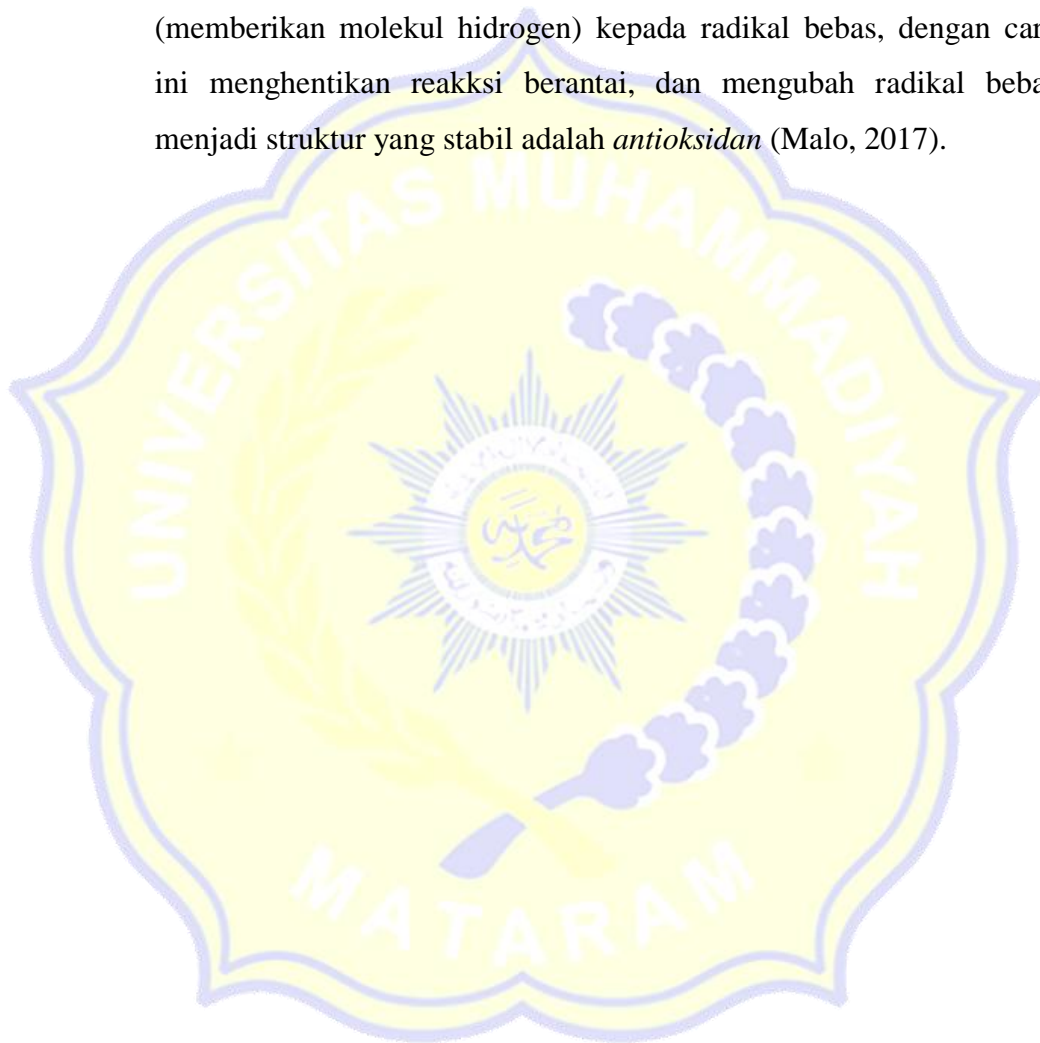 (memberikan molekul hidrogen) kepada radikal bebas, dengan car
ini menghentikan reakksi berantai, dan mengubah radikal beba
menjadi struktur yang stabil adalah antioksidan (Malo, 2017).
UNIVERSITAS MUHAMMADIYAH
MATARAM